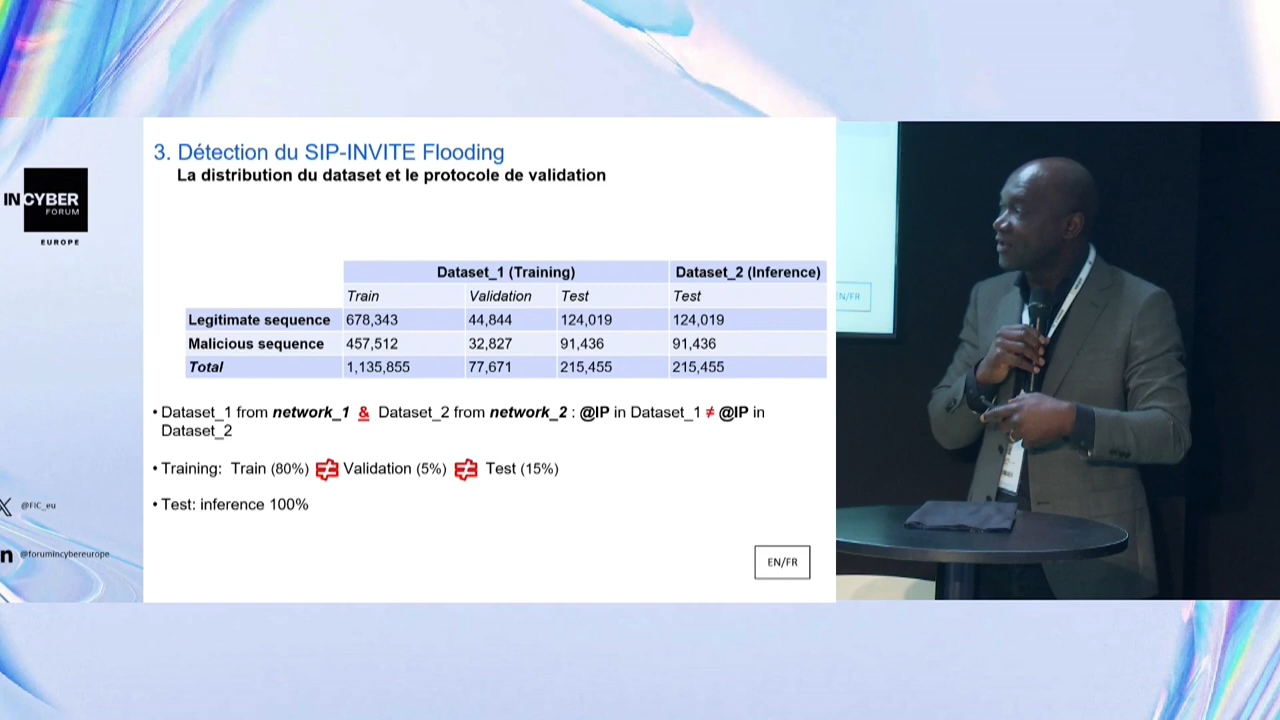 3. Détection du SIP-INVITE Flooding
La distribution du dataset et le protocole de validation
INCYBER
FORUM
EUROPE
Dataset_1 (Training) Dataset_2 (Inference)
Train Validation Test Test
Legitimate sequence 678,343 44,844 124,019 124,019
Malicious sequence 457,512 32,827 91,436 91,436
Total 1,135,855 77,671 215,455 215,455
• Dataset_1 from network_1 & Dataset_2 from network_2 : @IP in Dataset_1 ≠ @IP in
Dataset_2
• Training: Train (80%) ≠ Validation (5%) ≠ Test (15%)
• Test: inference 100%
@FIC_eu
@forumincybereurope
EN/FR
EN/FR